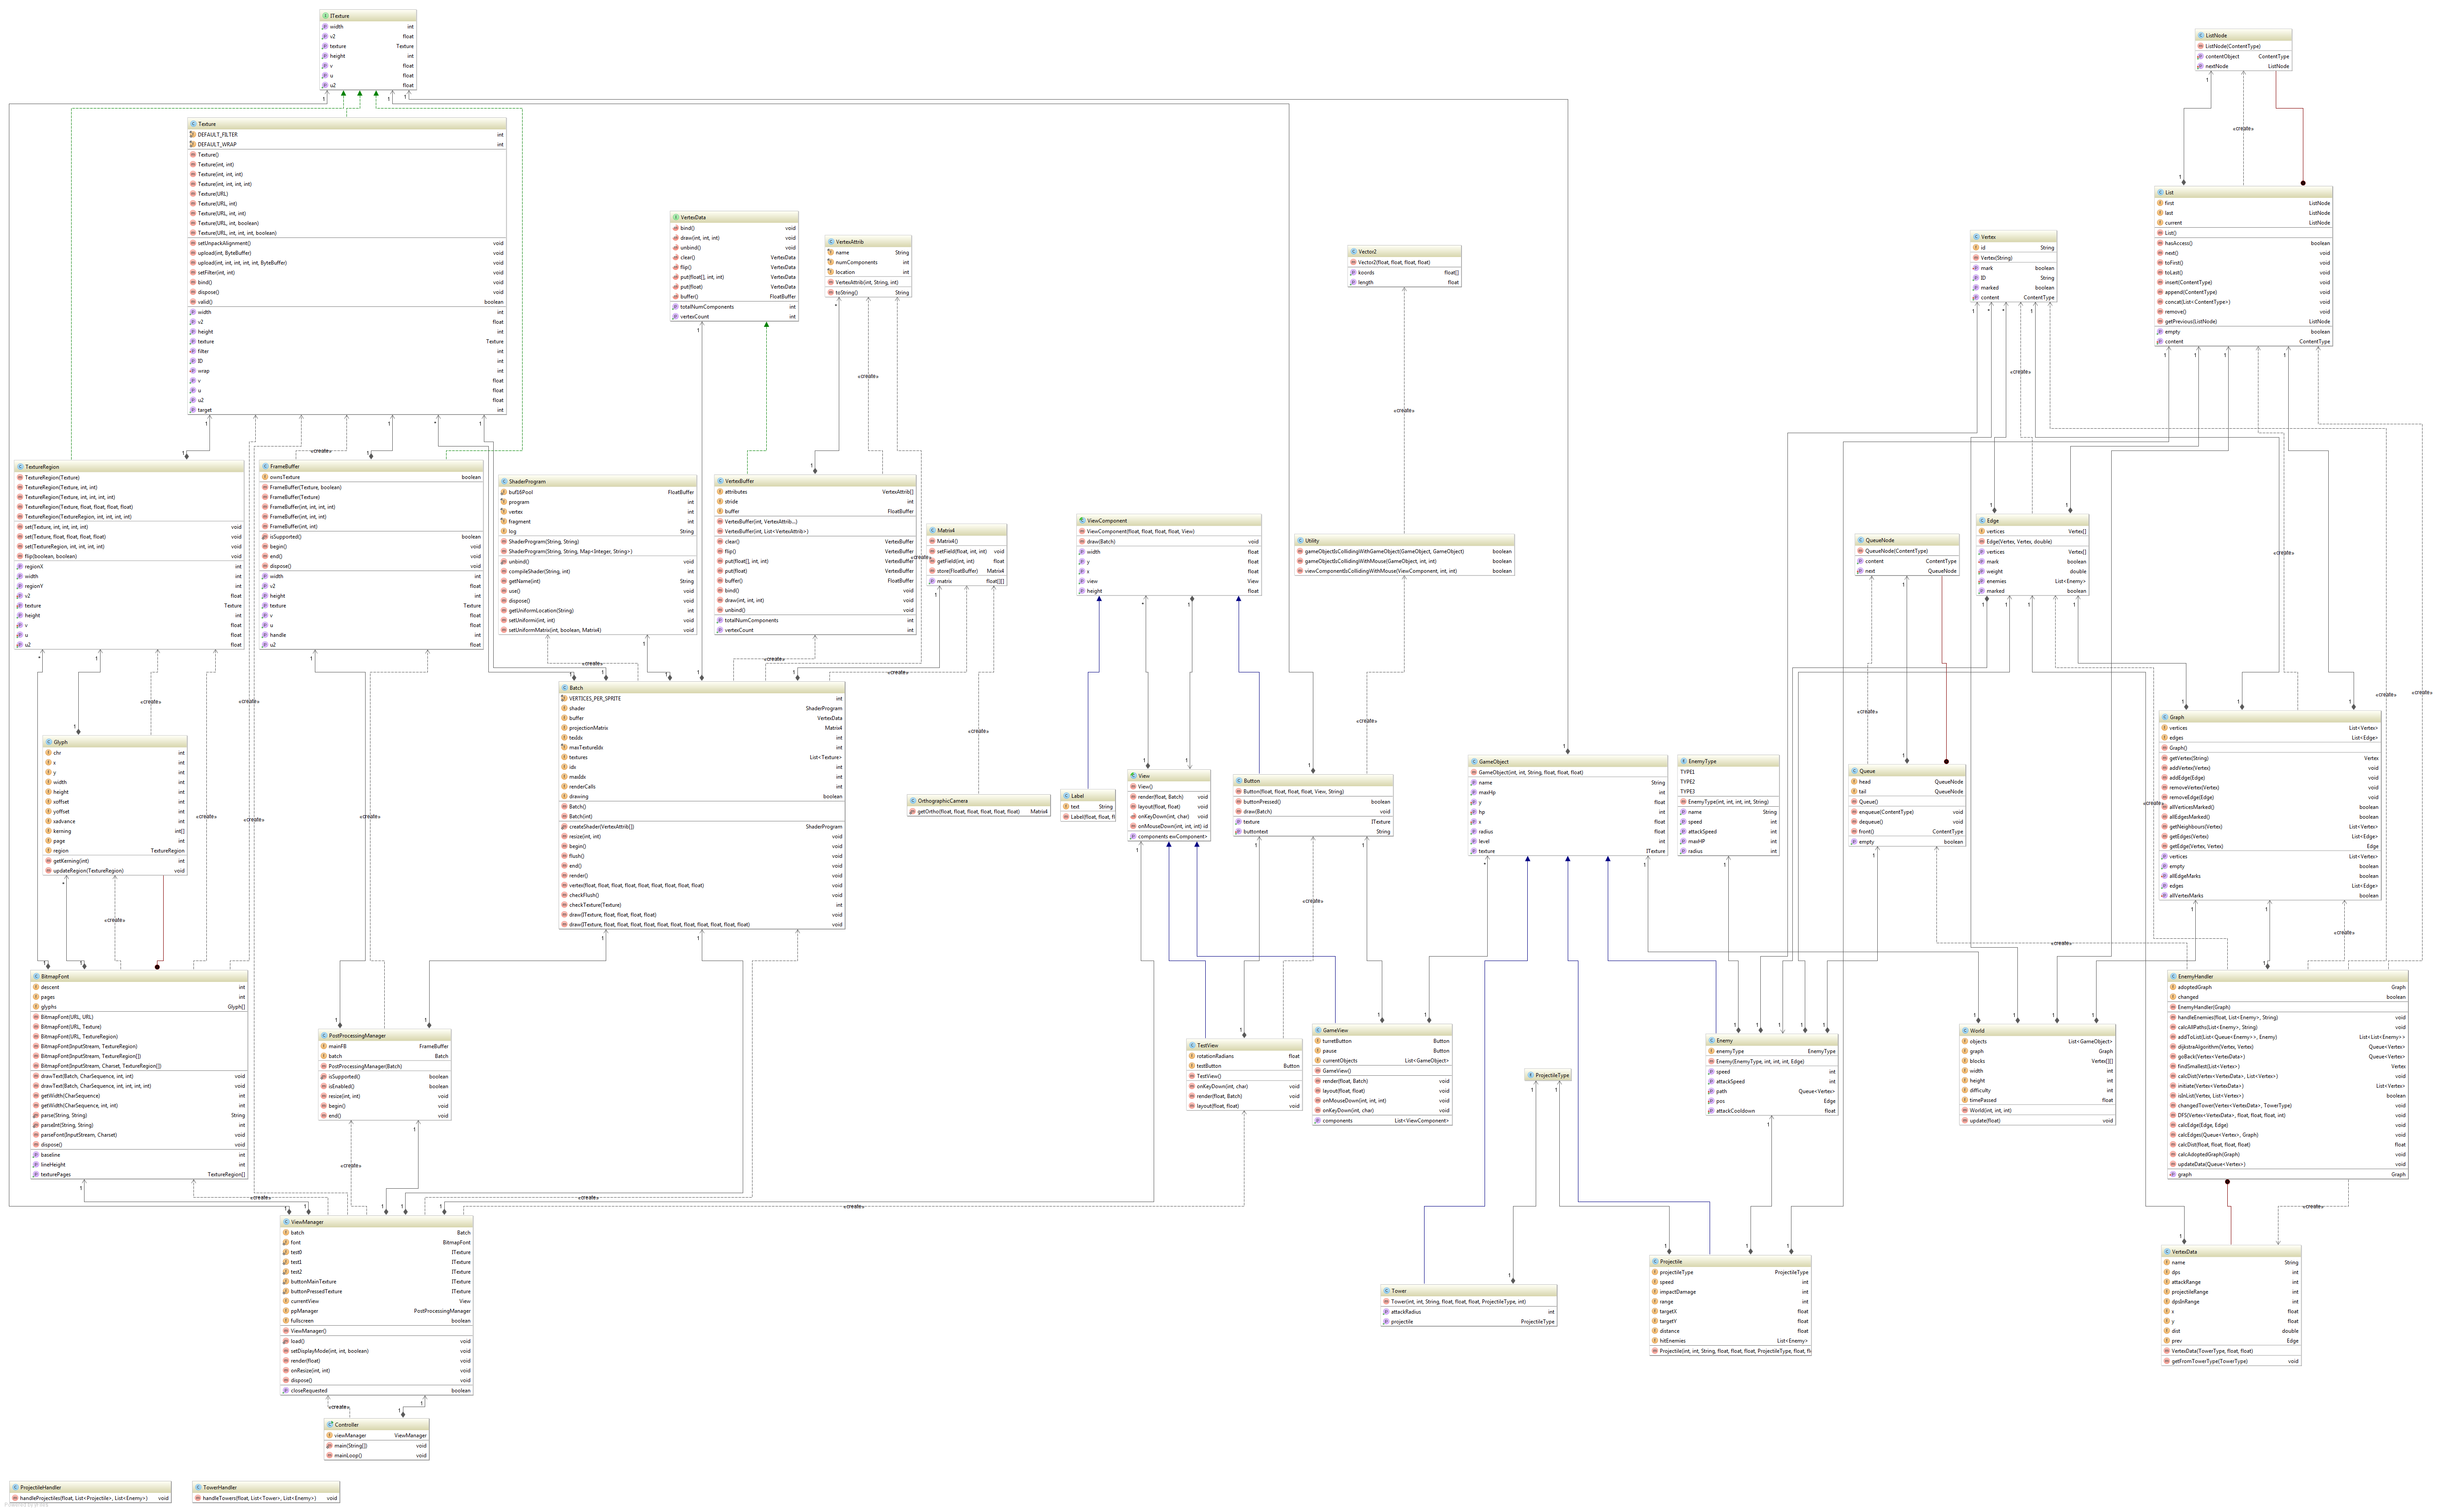 ITexture
width int
v2 float
texture Texture
height int
v float
u float
u2 float
ListNode
ListNode(ContentType)
contentObject ContentType
nextNode ListNode
Texture
DEFAULT_FILTER int
DEFAULT_WRAP int
Texture()
Texture(int, int)
Texture(int, int, int)
Texture(int, int, int, int)
Texture(URL)
Texture(URL, int)
Texture(URL, int, int)
Texture(URL, int, boolean)
Texture(URL, int, int, int, boolean)
setUnpackAlignment() void
upload(int, ByteBuffer) void
upload(int, int, int, int, int, ByteBuffer) void
setFilter(int, int) void
bind() void
dispose() void
valid() boolean
width int
v2 float
height int
texture Texture
filter int
ID int
wrap int
v float
u float
u2 float
target int
List
first ListNode
last ListNode
current ListNode
List()
hasAccess() boolean
next() void
toFirst() void
toLast() void
insert(ContentType) void
append(ContentType) void
concat(List<ContentType>) void
remove() void
getPrevious(ListNode) ListNode
empty boolean
content ContentType
VertexData
bind() void
draw(int, int, int) void
unbind() void
clear() VertexData
flip() VertexData
put(float[], int, int) VertexData
put(float) VertexData
buffer() FloatBuffer
totalNumComponents int
vertexCount int
VertexAttrib
name String
numComponents int
location int
VertexAttrib(int, String, int)
toString() String
Vector2
Vector2(float, float, float, float)
koords float[]
length float
Vertex
id String
Vertex(String)
mark boolean
ID String
marked boolean
content ContentType
TextureRegion
TextureRegion(Texture)
TextureRegion(Texture, int, int)
TextureRegion(Texture, int, int, int, int)
TextureRegion(Texture, float, float, float, float)
TextureRegion(TextureRegion, int, int, int, int)
set(Texture, int, int, int, int) void
set(Texture, float, float, float, float) void
set(TextureRegion, int, int, int, int) void
flip(boolean, boolean) void
regionX int
width int
regionY int
v2 float
texture Texture
height int
v float
u float
u2 float
FrameBuffer
ownsTexture boolean
FrameBuffer(Texture, boolean)
FrameBuffer(Texture)
FrameBuffer(int, int, int, int)
FrameBuffer(int, int, int)
FrameBuffer(int, int)
isSupported() boolean
begin() void
end() void
dispose() void
width int
v2 float
height int
texture Texture
v float
u float
handle int
u2 float
ShaderProgram
buf16Pool FloatBuffer
program int
vertex int
fragment int
log String
ShaderProgram(String, String)
ShaderProgram(String, String, Map<Integer, String>)
unbind() void
compileShader(String, int) int
getName(int) String
use() void
dispose() void
getUniformLocation(String) int
setUniformi(int, int) void
setUniformMatrix(int, boolean, Matrix4) void
VertexBuffer
attributes VertexAttrib[]
stride int
buffer FloatBuffer
VertexBuffer(int, VertexAttrib...)
VertexBuffer(int, List<VertexAttrib>)
clear() VertexBuffer
flip() VertexBuffer
put(float[], int, int) VertexBuffer
put(float) VertexBuffer
buffer() FloatBuffer
bind() void
draw(int, int, int) void
unbind() void
totalNumComponents int
vertexCount int
Matrix4
Matrix4()
setField(float, int, int) void
getField(int, int) float
store(FloatBuffer) Matrix4
matrix float[][]
ViewComponent
ViewComponent(float, float, float, float, View)
draw(Batch) void
width float
y float
x float
view View
height float
Utility
gameObjectIsCollidingWithGameObject(GameObject, GameObject) boolean
gameObjectIsCollidingWithMouse(GameObject, int, int) boolean
viewComponentIsCollidingWithMouse(ViewComponent, int, int) boolean
QueueNode
QueueNode(ContentType)
content ContentType
next QueueNode
Edge
vertices Vertex[]
Edge(Vertex, Vertex, double)
vertices Vertex[]
mark boolean
weight double
enemies List<Enemy>
marked boolean
Batch
VERTICES_PER_SPRITE int
shader ShaderProgram
buffer VertexData
projectionMatrix Matrix4
texIdx int
maxTextureIdx int
textures List<Texture>
idx int
maxIdx int
renderCalls int
drawing boolean
Batch()
Batch(int)
createShader(VertexAttrib[]) ShaderProgram
resize(int, int) void
begin() void
flush() void
end() void
render() void
vertex(float, float, float, float, float, float, float, float, float) void
checkFlush() void
checkTexture(Texture) int
draw(ITexture, float, float, float, float) void
draw(ITexture, float, float, float, float, float, float, float, float, float, float, float) void
Glyph
chr int
x int
y int
width int
height int
xoffset int
yoffset int
xadvance int
kerning int[]
page int
region TextureRegion
getKerning(int) int
updateRegion(TextureRegion) void
OrthographicCamera
getOrtho(float, float, float, float, float, float) Matrix4
Label
text String
Label(float, float, fl
View
View()
render(float, Batch) void
layout(float, float) void
onKeyDown(int, char) void
onMouseDown(int, int, int) id
components ewComponent>
Button
Button(float, float, float, float, View, String)
buttonPressed() boolean
draw(Batch) void
texture ITexture
buttontext String
GameObject
GameObject(int, int, String, float, float, float)
name String
maxHp int
y float
hp int
x float
radius float
level int
texture ITexture
EnemyType
TYPE1
TYPE2
TYPE3
EnemyType(int, int, int, int, String)
name String
speed int
attackSpeed int
maxHP int
radius int
Queue
head QueueNode
tail QueueNode
Queue()
enqueue(ContentType) void
dequeue() void
front() ContentType
empty boolean
Graph
vertices List<Vertex>
edges List<Edge>
Graph()
getVertex(String) Vertex
addVertex(Vertex) void
addEdge(Edge) void
removeVertex(Vertex) void
removeEdge(Edge) void
allVerticesMarked() boolean
allEdgesMarked() boolean
getNeighbours(Vertex) List<Vertex>
getEdges(Vertex) List<Edge>
getEdge(Vertex, Vertex) Edge
vertices List<Vertex>
empty boolean
allEdgeMarks boolean
edges List<Edge>
allVertexMarks boolean
BitmapFont
descent int
pages int
glyphs Glyph[]
BitmapFont(URL, URL)
BitmapFont(URL, Texture)
BitmapFont(URL, TextureRegion)
BitmapFont(InputStream, TextureRegion)
BitmapFont(InputStream, TextureRegion[])
BitmapFont(InputStream, Charset, TextureRegion[])
drawText(Batch, CharSequence, int, int) void
drawText(Batch, CharSequence, int, int, int, int) void
getWidth(CharSequence) int
getWidth(CharSequence, int, int) int
parse(String, String) String
parseInt(String, String) int
parseFont(InputStream, Charset) void
dispose() void
baseline int
lineHeight int
texturePages TextureRegion[]
PostProcessingManager
mainFB FrameBuffer
batch Batch
PostProcessingManager(Batch)
isSupported() boolean
isEnabled() boolean
resize(int, int) void
begin() void
end() void
TestView
rotationRadians float
testButton Button
TestView()
onKeyDown(int, char) void
render(float, Batch) void
layout(float, float) void
GameView
turretButton Button
pause Button
currentObjects List<GameObject>
GameView()
render(float, Batch) void
layout(float, float) void
onMouseDown(int, int, int) void
onKeyDown(int, char) void
components List<ViewComponent>
ProjectileType
Enemy
enemyType EnemyType
Enemy(EnemyType, int, int, int, Edge)
speed int
attackSpeed int
path Queue<Vertex>
pos Edge
attackCooldown float
World
objects List<GameObject>
graph Graph
blocks Vertex[][]
width int
height int
difficulty int
timePassed float
World(int, int, int)
update(float) void
EnemyHandler
adoptedGraph Graph
changed boolean
EnemyHandler(Graph)
handleEnemies(float, List<Enemy>, String) void
calcAllPaths(List<Enemy>, String) void
addToList(List<Queue<Enemy>>, Enemy) List<List<Enemy>>
dijkstraAlgorithm(Vertex, Vertex) Queue<Vertex>
goBack(Vertex<VertexData>) Queue<Vertex>
findSmallest(List<Vertex>) Vertex
calcDist(Vertex<VertexData>, List<Vertex>) void
initiate(Vertex<VertexData>) List<Vertex>
isInList(Vertex, List<Vertex>) boolean
changedTower(Vertex<VertexData>, TowerType) void
DFS(Vertex<VertexData>, float, float, float, int) void
calcEdge(Edge, Edge) void
calcEdges(Queue<Vertex>, Graph) void
calcDist(float, float, float, float) float
calcAdoptedGraph(Graph) void
updateData(Queue<Vertex>) void
graph Graph
ViewManager
batch Batch
font BitmapFont
test0 ITexture
test1 ITexture
test2 ITexture
buttonMainTexture ITexture
buttonPressedTexture ITexture
currentView View
ppManager PostProcessingManager
fullscreen boolean
ViewManager()
load() void
setDisplayMode(int, int, boolean) void
render(float) void
onResize(int, int) void
dispose() void
closeRequested boolean
Tower
Tower(int, int, String, float, float, float, ProjectileType, int)
attackRadius int
projectile ProjectileType
Projectile
projectileType ProjectileType
speed int
impactDamage int
range int
targetX float
targetY float
distance float
hitEnemies List<Enemy>
Projectile(int, int, String, float, float, float, ProjectileType, float, fl
VertexData
name String
dps int
attackRange int
projectileRange int
dpsInRange int
x float
y float
dist double
prev Edge
VertexData(TowerType, float, float)
getFromTowerType(TowerType) void
Controller
viewManager ViewManager
main(String[]) void
mainLoop() void
ProjectileHandler
handleProjectiles(float, List<Projectile>, List<Enemy>) void
TowerHandler
handleTowers(float, List<Tower>, List<Enemy>) void